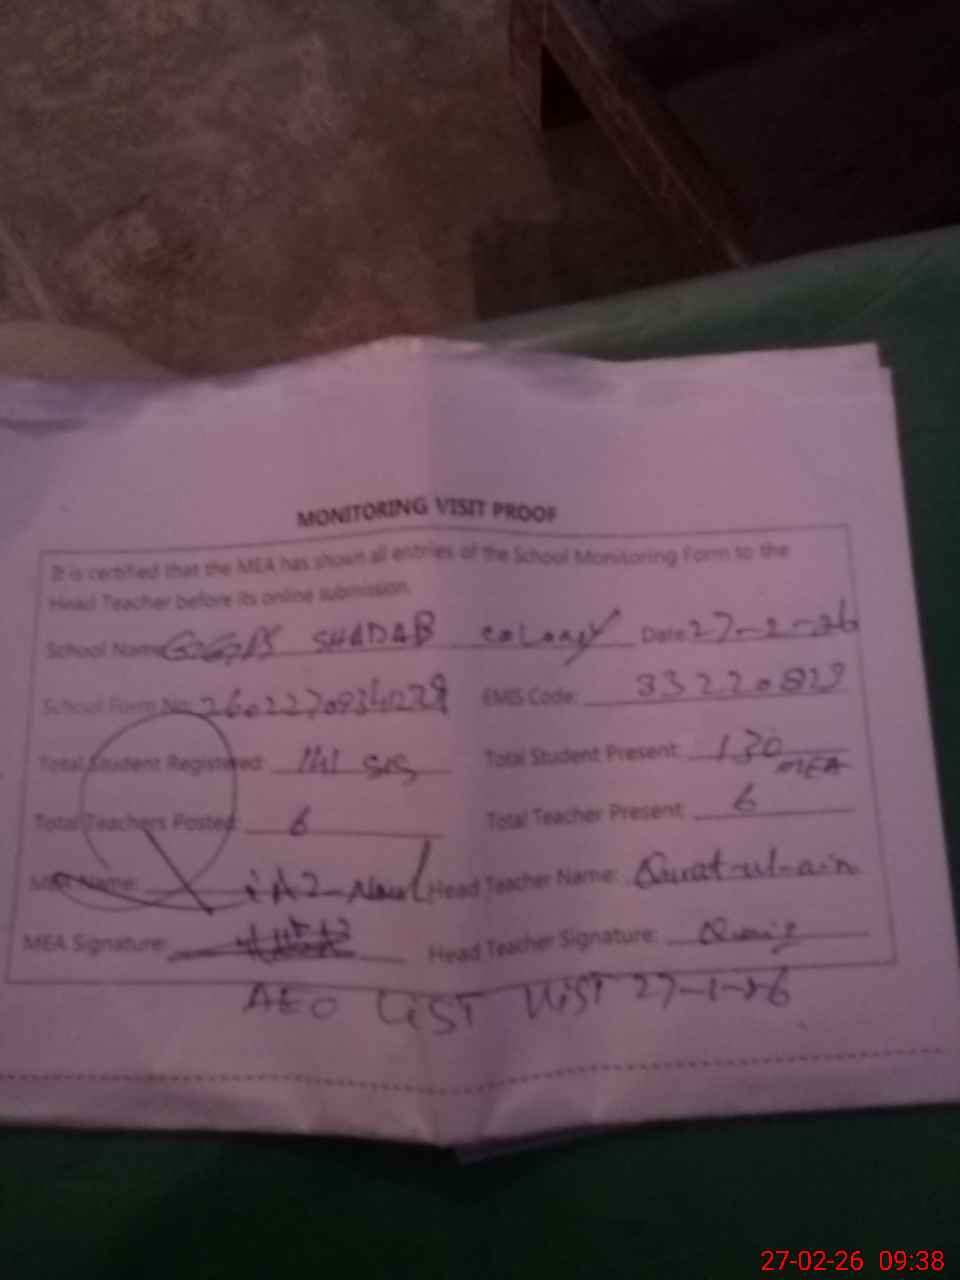 MONITORING VISIT PROOF
It is certified that the MEA has shown all entries of the School Monitoring Form to the
Head Teacher before its online submission.
School Name: SHADAB colony Date: 27-2-26
School Form No: EMIS Code:
Total Student Registered: 141 SIS Total Student Present: 130
MEA
Total Teachers Posted: 6 Total Teacher Present: 6
MEA Name: Head Teacher Name: Qurat-ul-ain
MEA Signature: Head Teacher Signature:
AEO 27-1-26
27-02-26 09:38